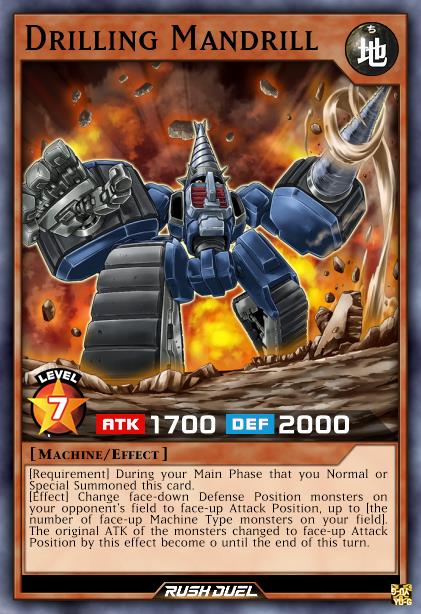 DRILLING MANDRILL
ち
地
LEVEL
7
ATK 1700 DEF 2000
[MACHINE/EFFECT]
[Requirement] During your Main Phase that you Normal or
Special Summoned this card.
[Effect] Change face-down Defense Position monsters on
your opponent's field to face-up Attack Position, up to [the
number of face-up Machine Type monsters on your field].
The original ATK of the monsters changed to face-up Attack
Position by this effect become 0 until the end of this turn.
RUSH DUEL